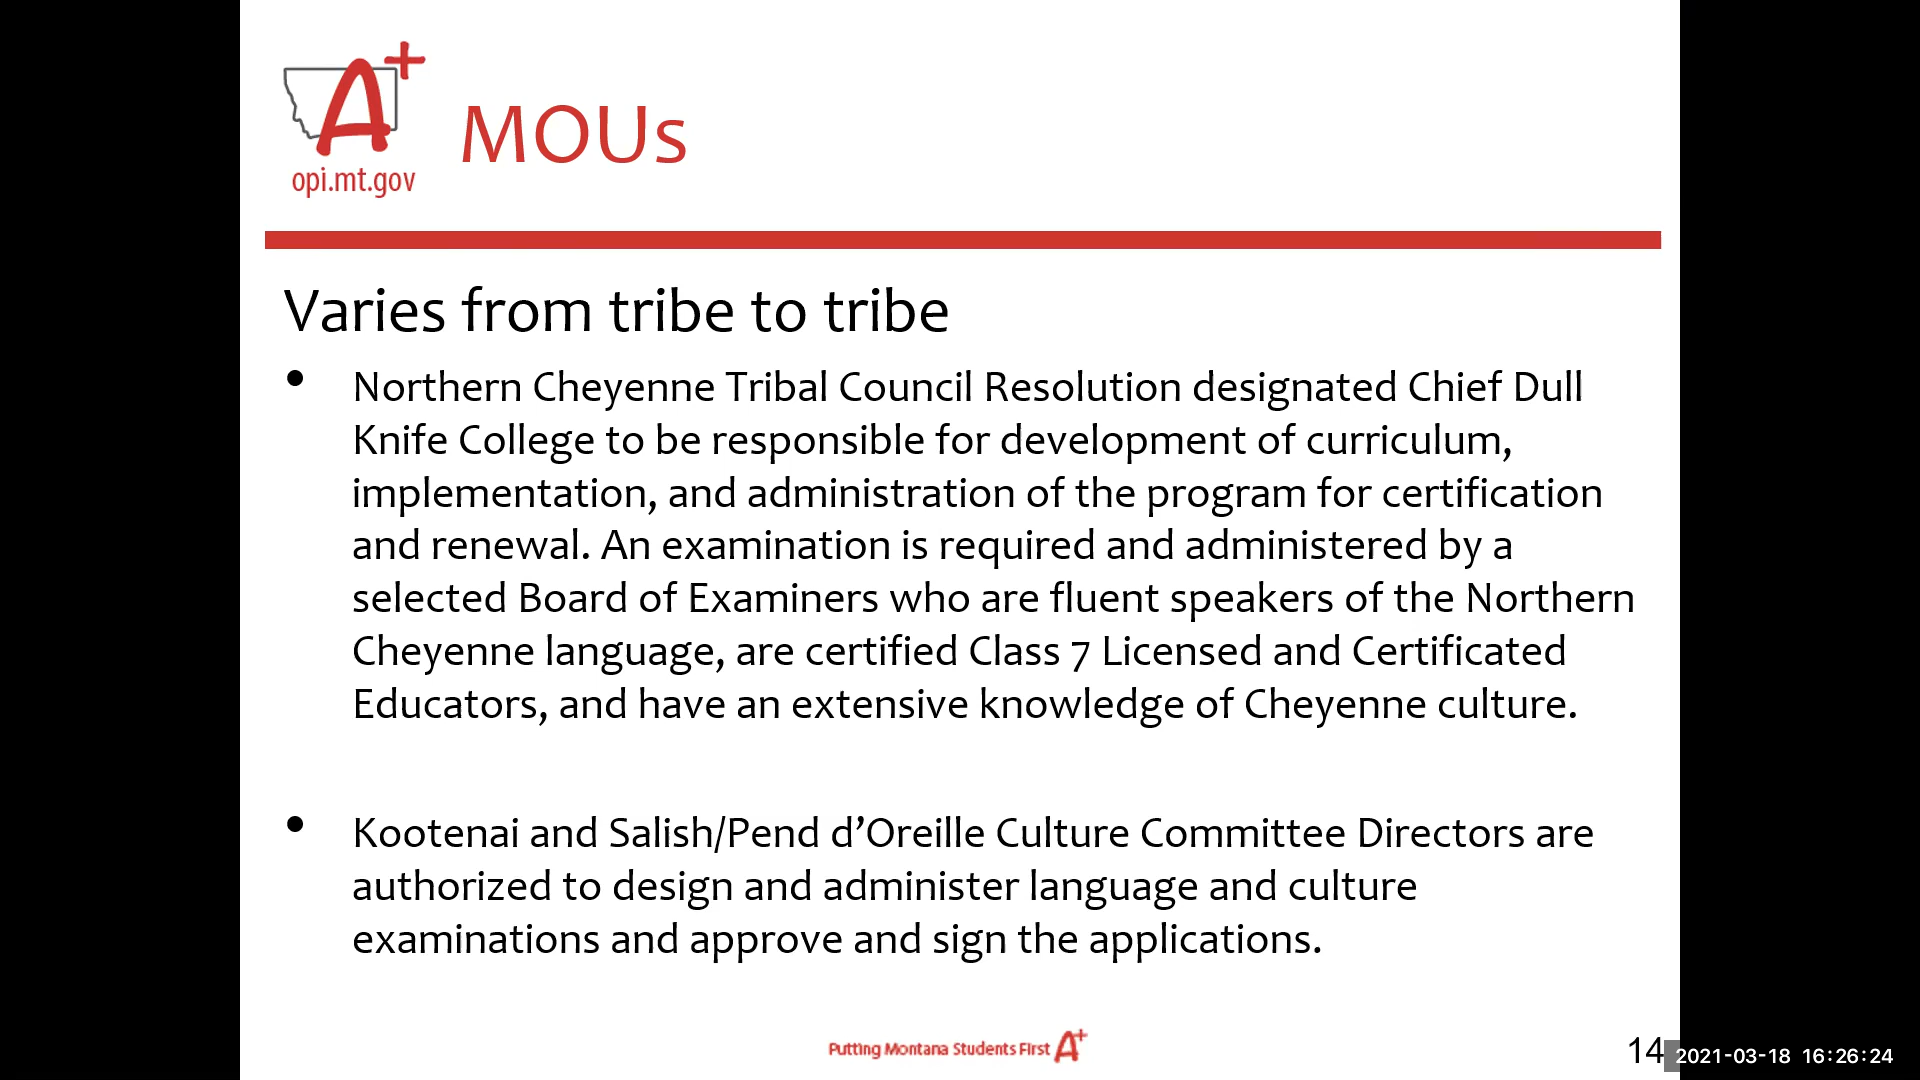 A+
opi.mt.gov
MOUs
Varies from tribe to tribe
• Northern Cheyenne Tribal Council Resolution designated Chief Dull
Knife College to be responsible for development of curriculum,
implementation, and administration of the program for certification
and renewal. An examination is required and administered by a
selected Board of Examiners who are fluent speakers of the Northern
Cheyenne language, are certified Class 7 Licensed and Certificated
Educators, and have an extensive knowledge of Cheyenne culture.
• Kootenai and Salish/Pend d’Oreille Culture Committee Directors are
authorized to design and administer language and culture
examinations and approve and sign the applications.
Putting Montana Students First A+
14
2021-03-18 16:26:24